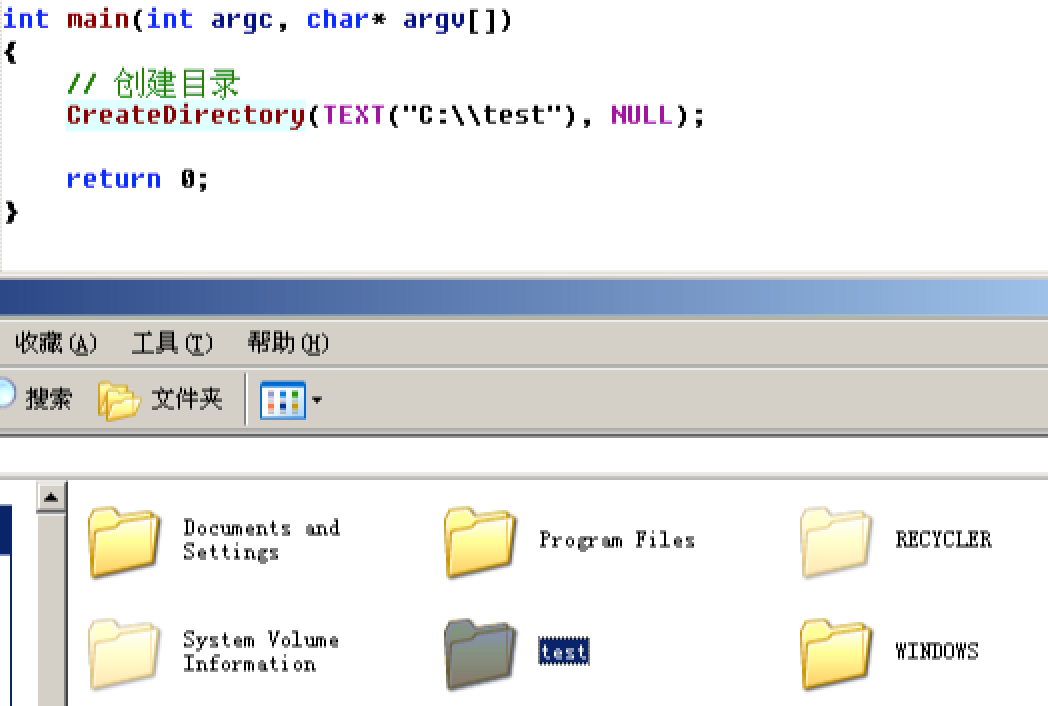 int main(int argc, char* argv[])
{
// 创建目录
CreateDirectory(TEXT("C:\\test"), NULL);
return 0;
}
收藏(A) 工具(T) 帮助(H)
搜索 文件夹
Documents and
Settings
Program Files
RECYCLER
System Volume
Information
test
WINDOWS